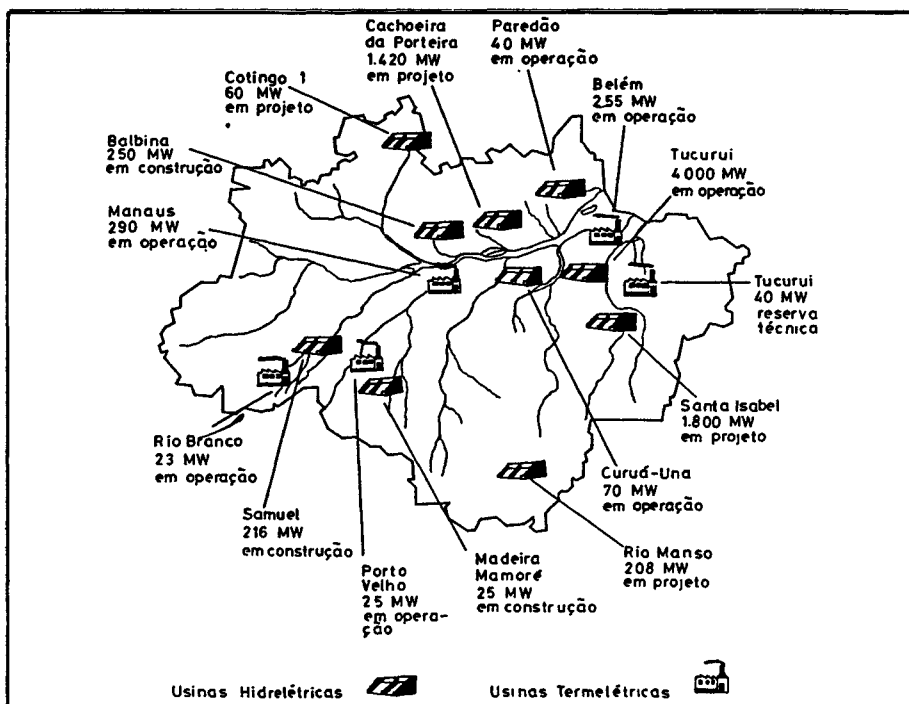 Cachoeira
da Porteira
1.420 MW
em projeto
Paredão
40 MW
em operação
Cotingo 1
60 MW
em projeto
Belém
255 MW
em operação
Balbina
250 MW
em construção
Tucurui
4000 MW
em operação
Manaus
290 MW
em operação
Tucurui
40 MW
reserva
técnica
Santa Isabel
1.800 MW
em projeto
Rio Branco
23 MW
em operação
Curuá-Una
70 MW
em operação
Samuel
216 MW
em construção
Rio Manso
208 MW
em projeto
Madeira
Mamoré
25 MW
em construção
Porto
Velho
25 MW
em opera-
ção
Usinas Hidrelétricas
Usinas Termelétricas